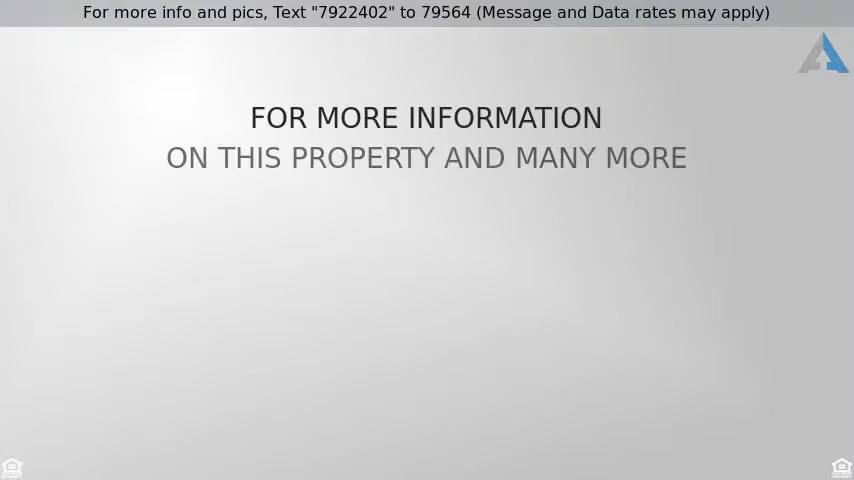 For more info and pics, Text "7922402" to 79564 (Message and Data rates may apply)
FOR MORE INFORMATION
ON THIS PROPERTY AND MANY MORE